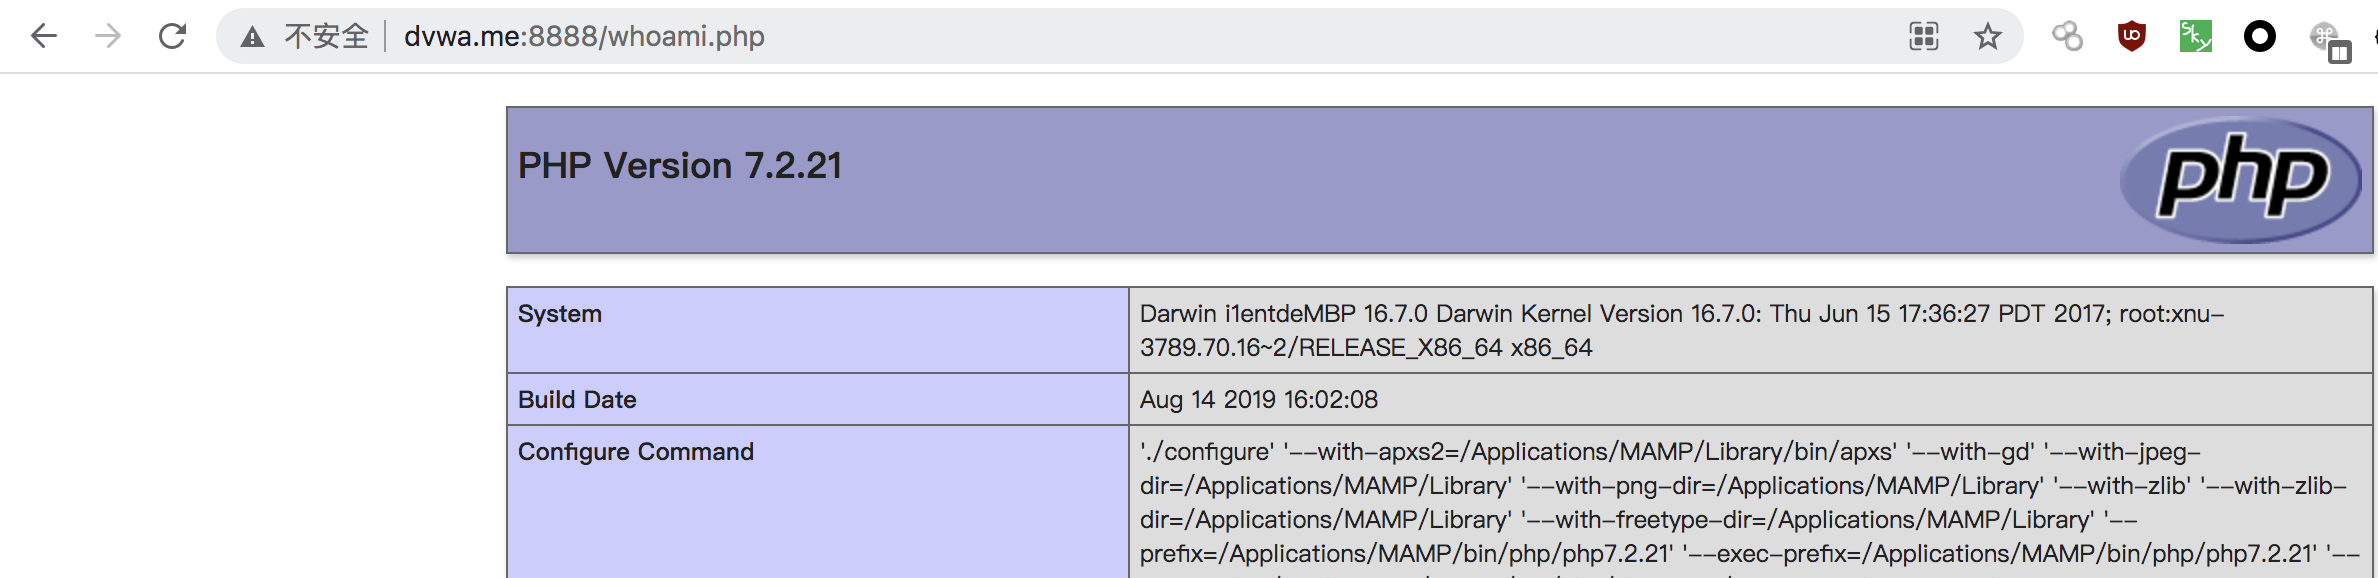 不安全 dvwa.me:8888/whoami.php
PHP Version 7.2.21
php
System
Darwin i1entdeMBP 16.7.0 Darwin Kernel Version 16.7.0: Thu Jun 15 17:36:27 PDT 2017; root:xnu-
3789.70.16~2/RELEASE_X86_64 x86_64
Build Date
Aug 14 2019 16:02:08
Configure Command
'./configure' '--with-apxs2=/Applications/MAMP/Library/bin/apxs' '--with-gd' '--with-jpeg-
dir=/Applications/MAMP/Library' '--with-png-dir=/Applications/MAMP/Library' '--with-zlib' '--with-zlib-
dir=/Applications/MAMP/Library' '--with-freetype-dir=/Applications/MAMP/Library' '--
prefix=/Applications/MAMP/bin/php/php7.2.21' '--exec-prefix=/Applications/MAMP/bin/php/php7.2.21' '--